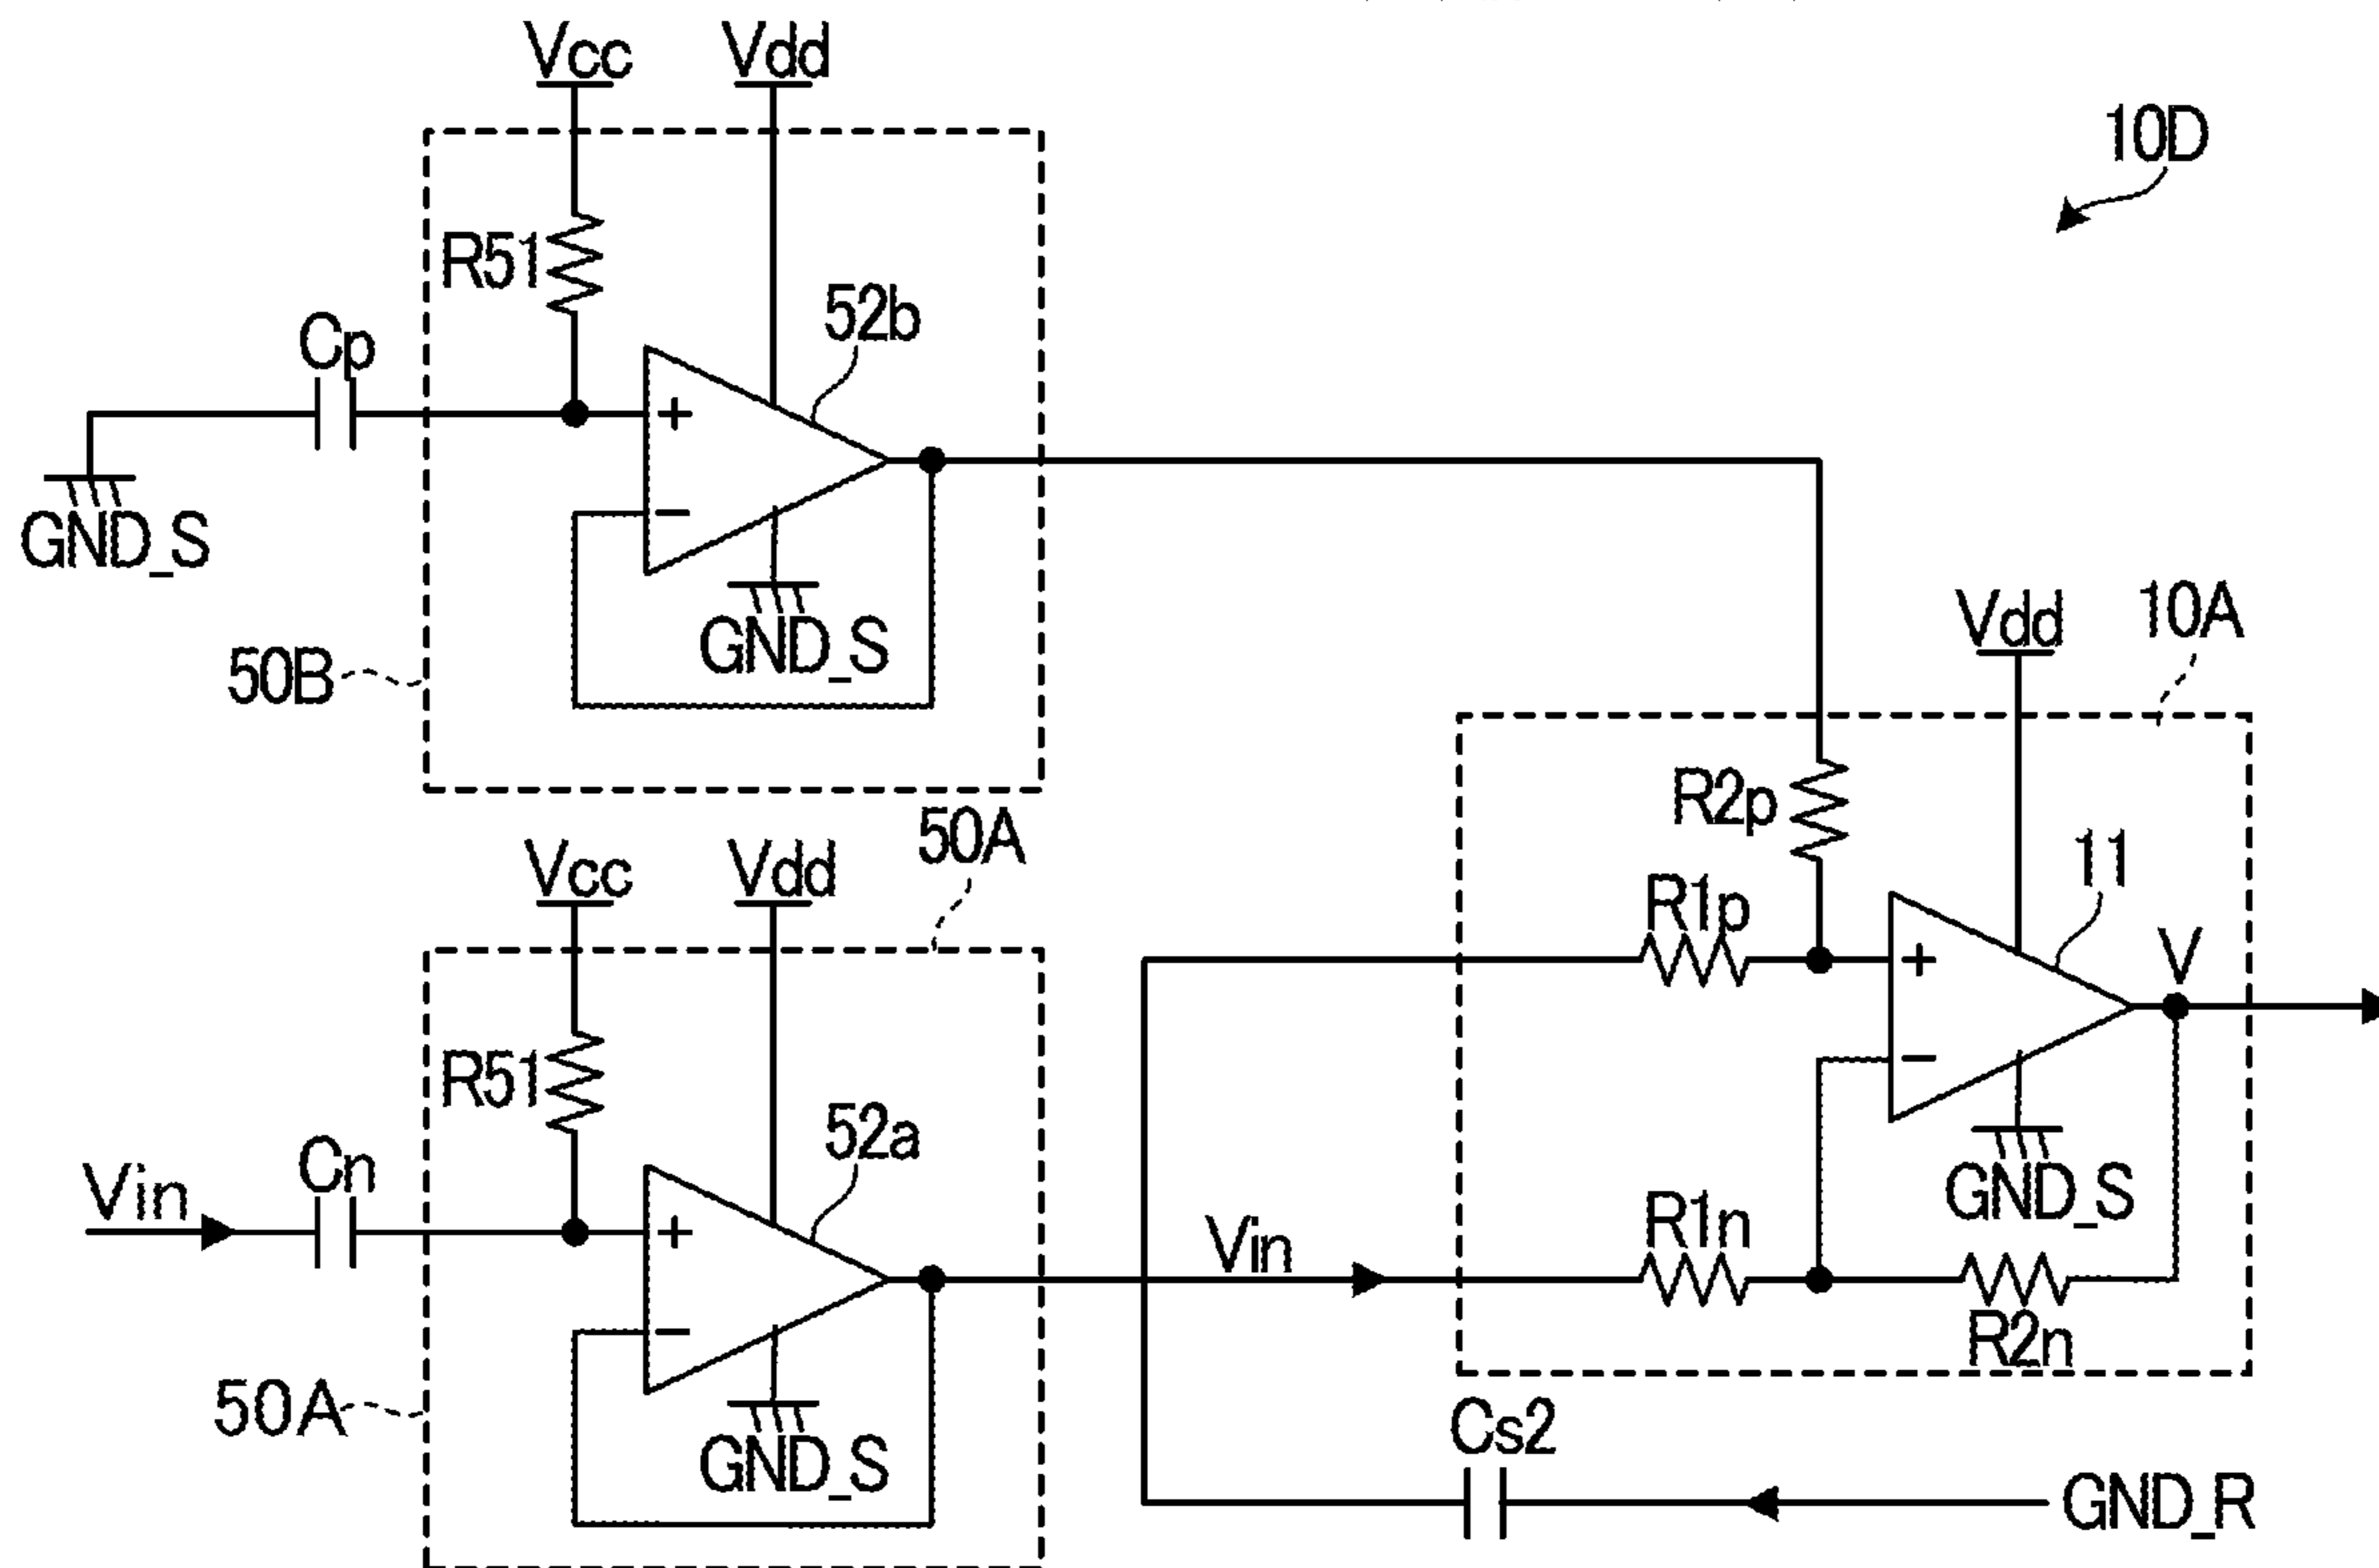 Vcc
Vdd
10D
R51
52b
Cp
+
−
GND_S
GND_S
50B
Vdd
10A
R2p
50A
Vcc
Vdd
11
R1p
V
+
−
R51
52a
GND_S
Vin
Cn
+
−
Vin
R1n
R2n
50A
GND_S
Cs2
GND_R